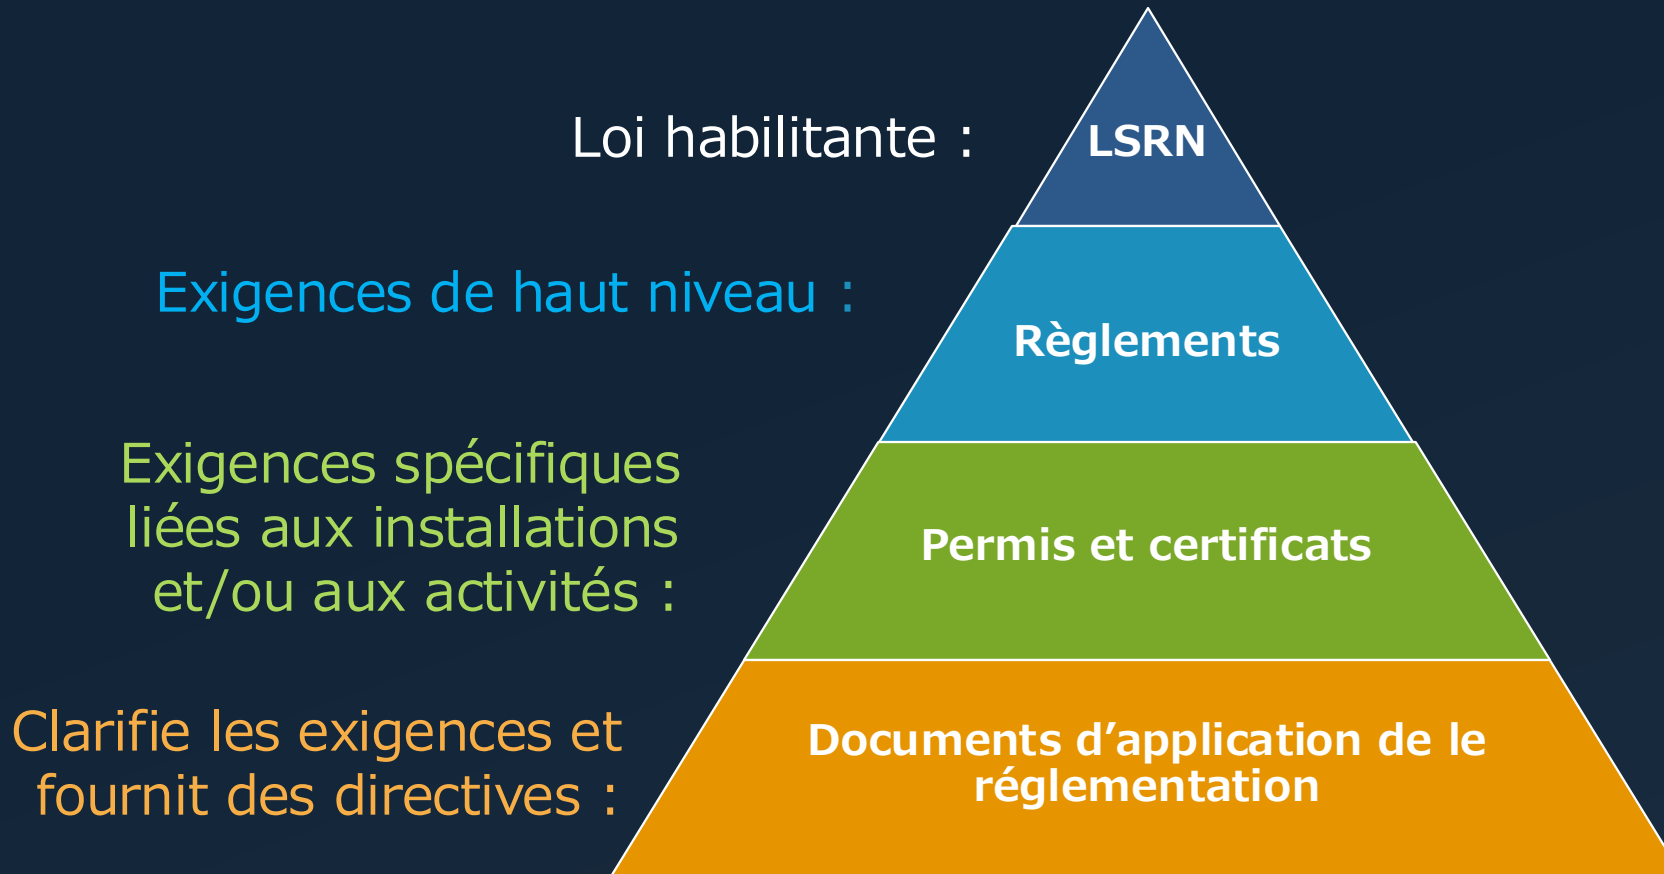 Loi habilitante :
LSRN
Exigences de haut niveau :
Règlements
Exigences spécifiques
liées aux installations
et/ou aux activités :
Permis et certificats
Clarifie les exigences et
fournit des directives :
Documents d’application de le
réglementation